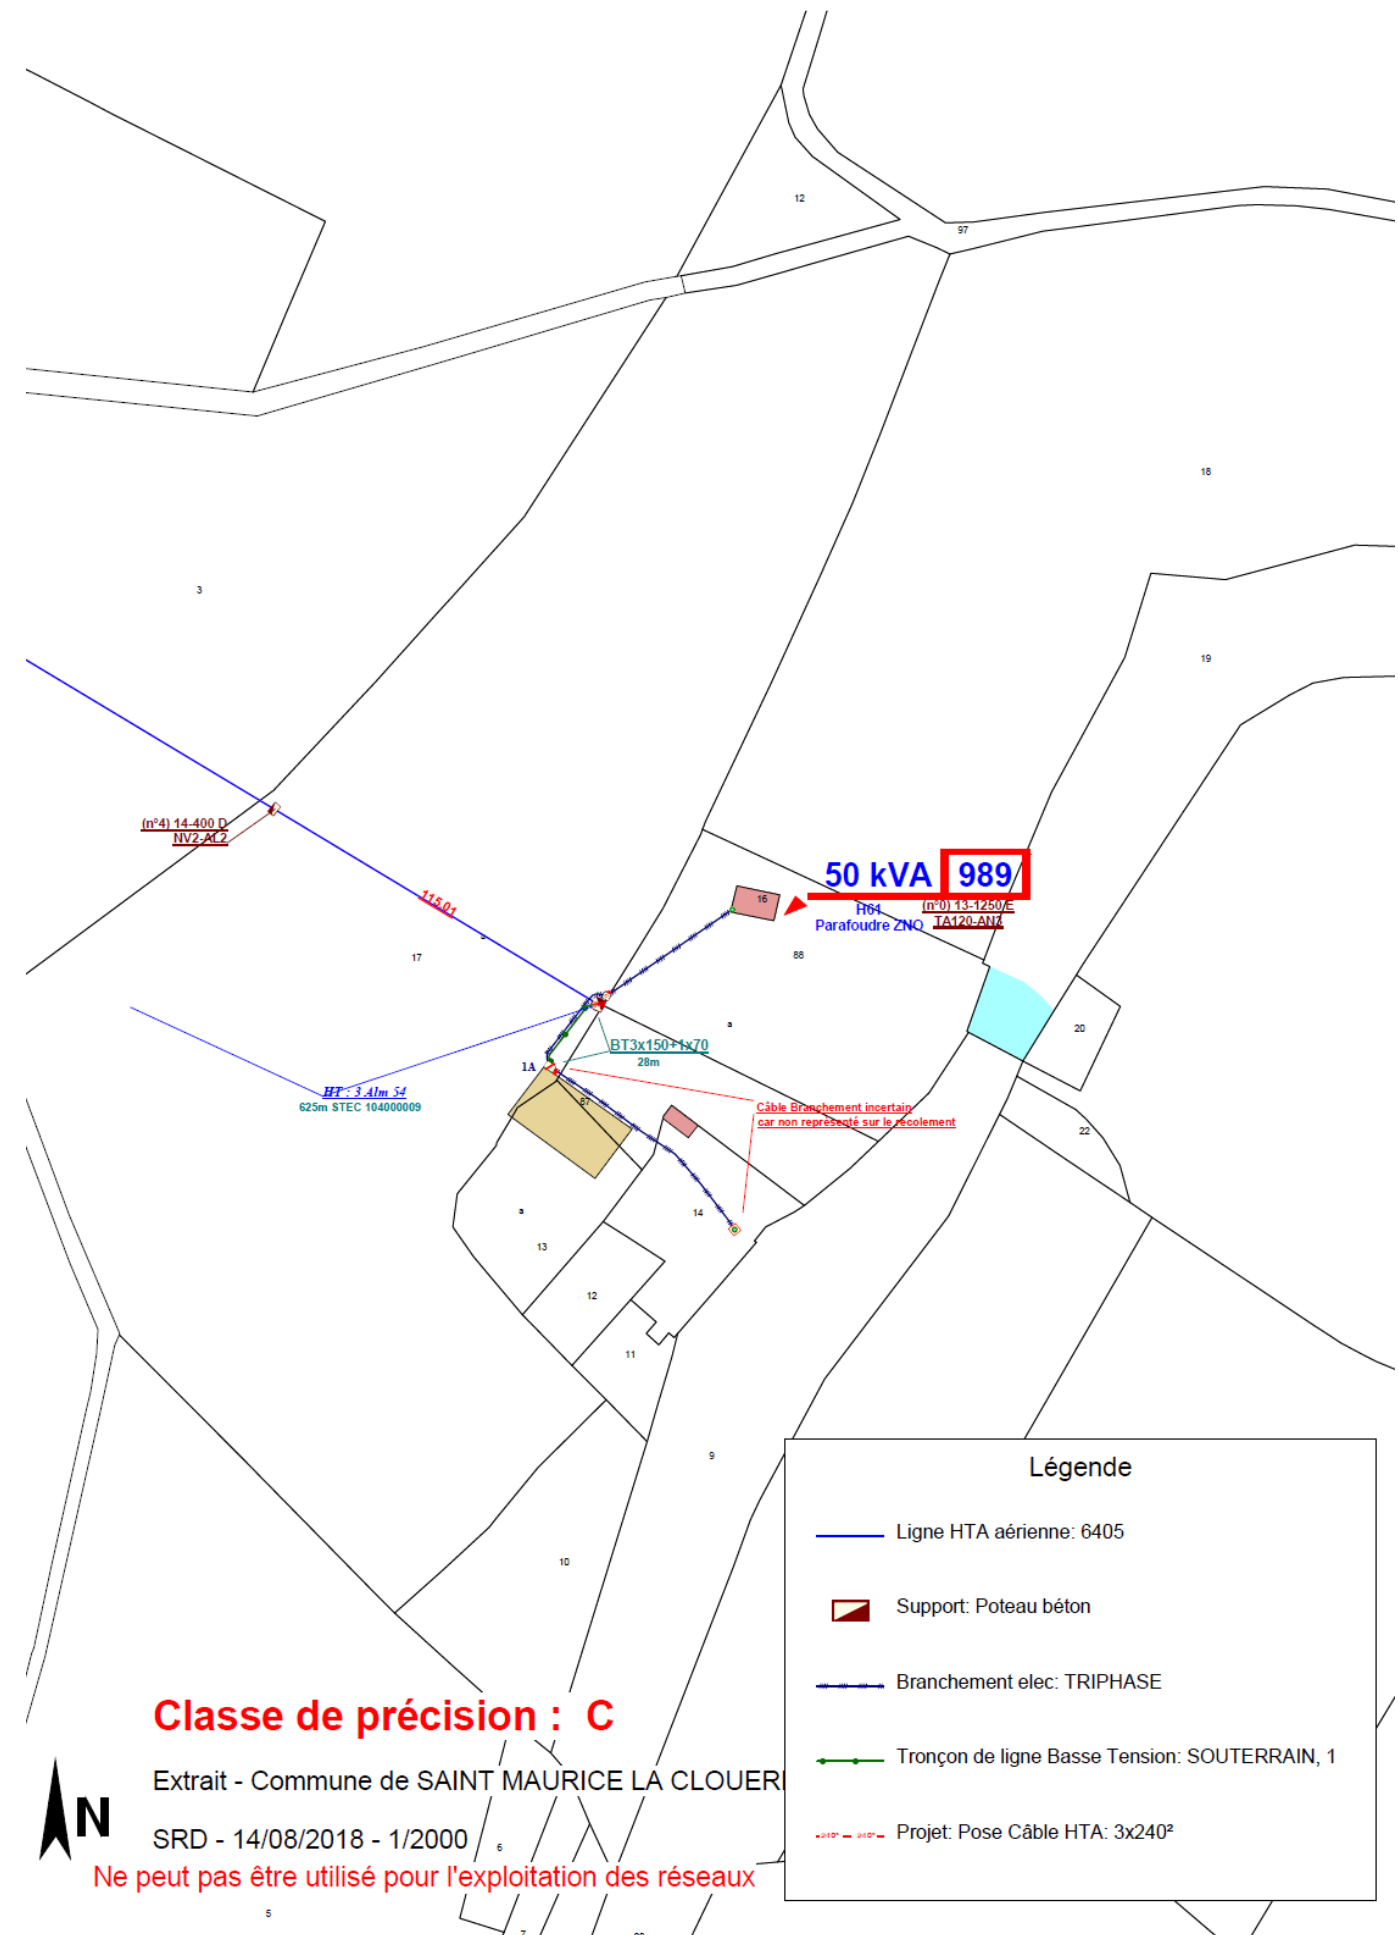 12
97
18
3
19
(n°4) 14-400 D
NV2-AL2
115.01
50 kVA 989
16
H61
Parafoudre ZNO
(n°0) 13-1250 E
TA120-AN3
17
88
a
20
BT3x150+1x70
28m
1A
HT : 3 Alm 54
625m STEC 104000009
87
Câble Branchement incertain
car non représenté sur le récolement
22
14
a
13
12
11
9
10
Légende
Ligne HTA aérienne: 6405
Support: Poteau béton
Branchement elec: TRIPHASE
Tronçon de ligne Basse Tension: SOUTERRAIN, 1
Projet: Pose Câble HTA: 3x240²
Classe de précision : C
Extrait - Commune de SAINT MAURICE LA CLOUERI
N
SRD - 14/08/2018 - 1/2000
6
Ne peut pas être utilisé pour l'exploitation des réseaux
5
7